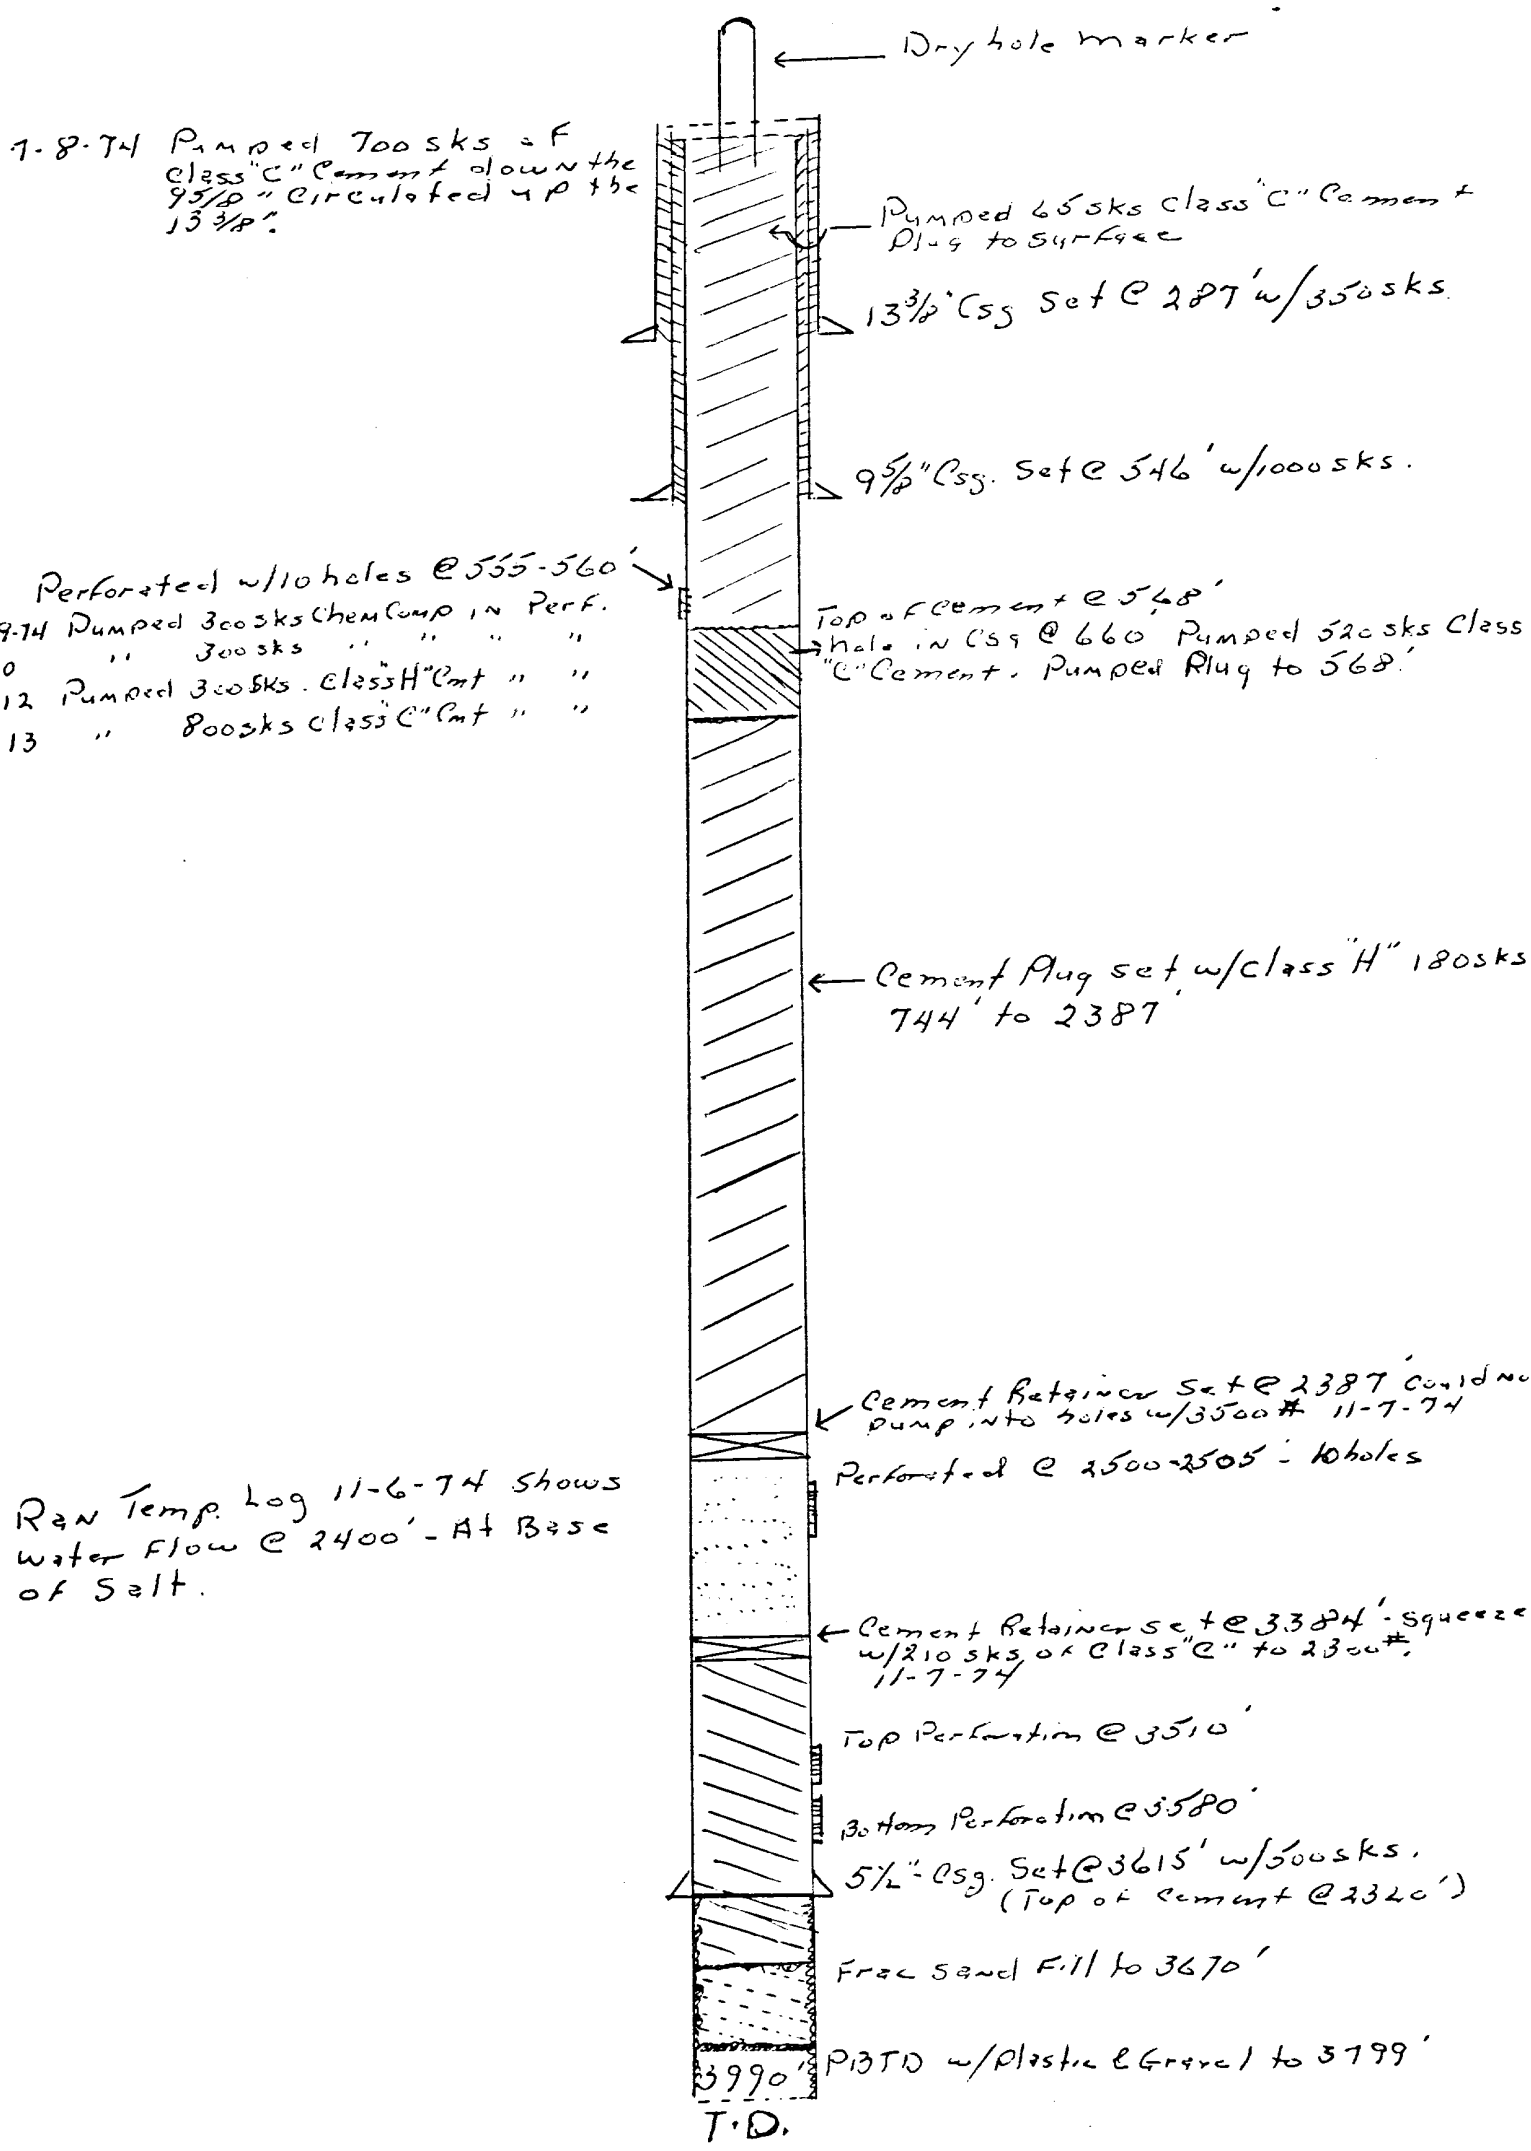 Dry hole marker
7-8-74 Pumped 700 sks of
Class "C" Cement down the
9 5/8" Circulated up the
13 3/8".
Pumped 65 sks Class "C" Cement
Plug to surface
13 3/8" Csg Set @ 287' w/350 sks
9 5/8" Csg. Set @ 546' w/1000 sks.
Perforated w/10 holes @ 555-560'
9-74 Pumped 300 sks ChemComp in Perf.
0 " 300 sks " " " "
12 Pumped 300 sks. Class "H" Cmt " "
13 " 800 sks Class "C" Cmt " "
Top of Cement @ 568'
hole in Csg @ 660' Pumped 520 sks Class
"C" Cement. Pumped Plug to 568'.
Cement Plug set w/Class "H" 180 sks
744' to 2387'
Cement Retainer Set @ 2387' Could No
pump into holes w/3500# 11-7-74
Perforated @ 2500-2505' - 10 holes
Ran Temp. Log 11-6-74 Shows
Water Flow @ 2400' - At Base
of Salt.
Cement Retainer set @ 3384' - squeeze
w/210 sks of Class "C" to 2300#.
11-7-74
Top Perforation @ 3510'
Bottom Perforation @ 3580'
5 1/2" - Csg. Set @ 3615' w/500 sks.
(Top of Cement @ 2320')
Frac Sand Fill to 3670'
PBTD w/Plastic & Gravel to 3799'
3990'
T.D.